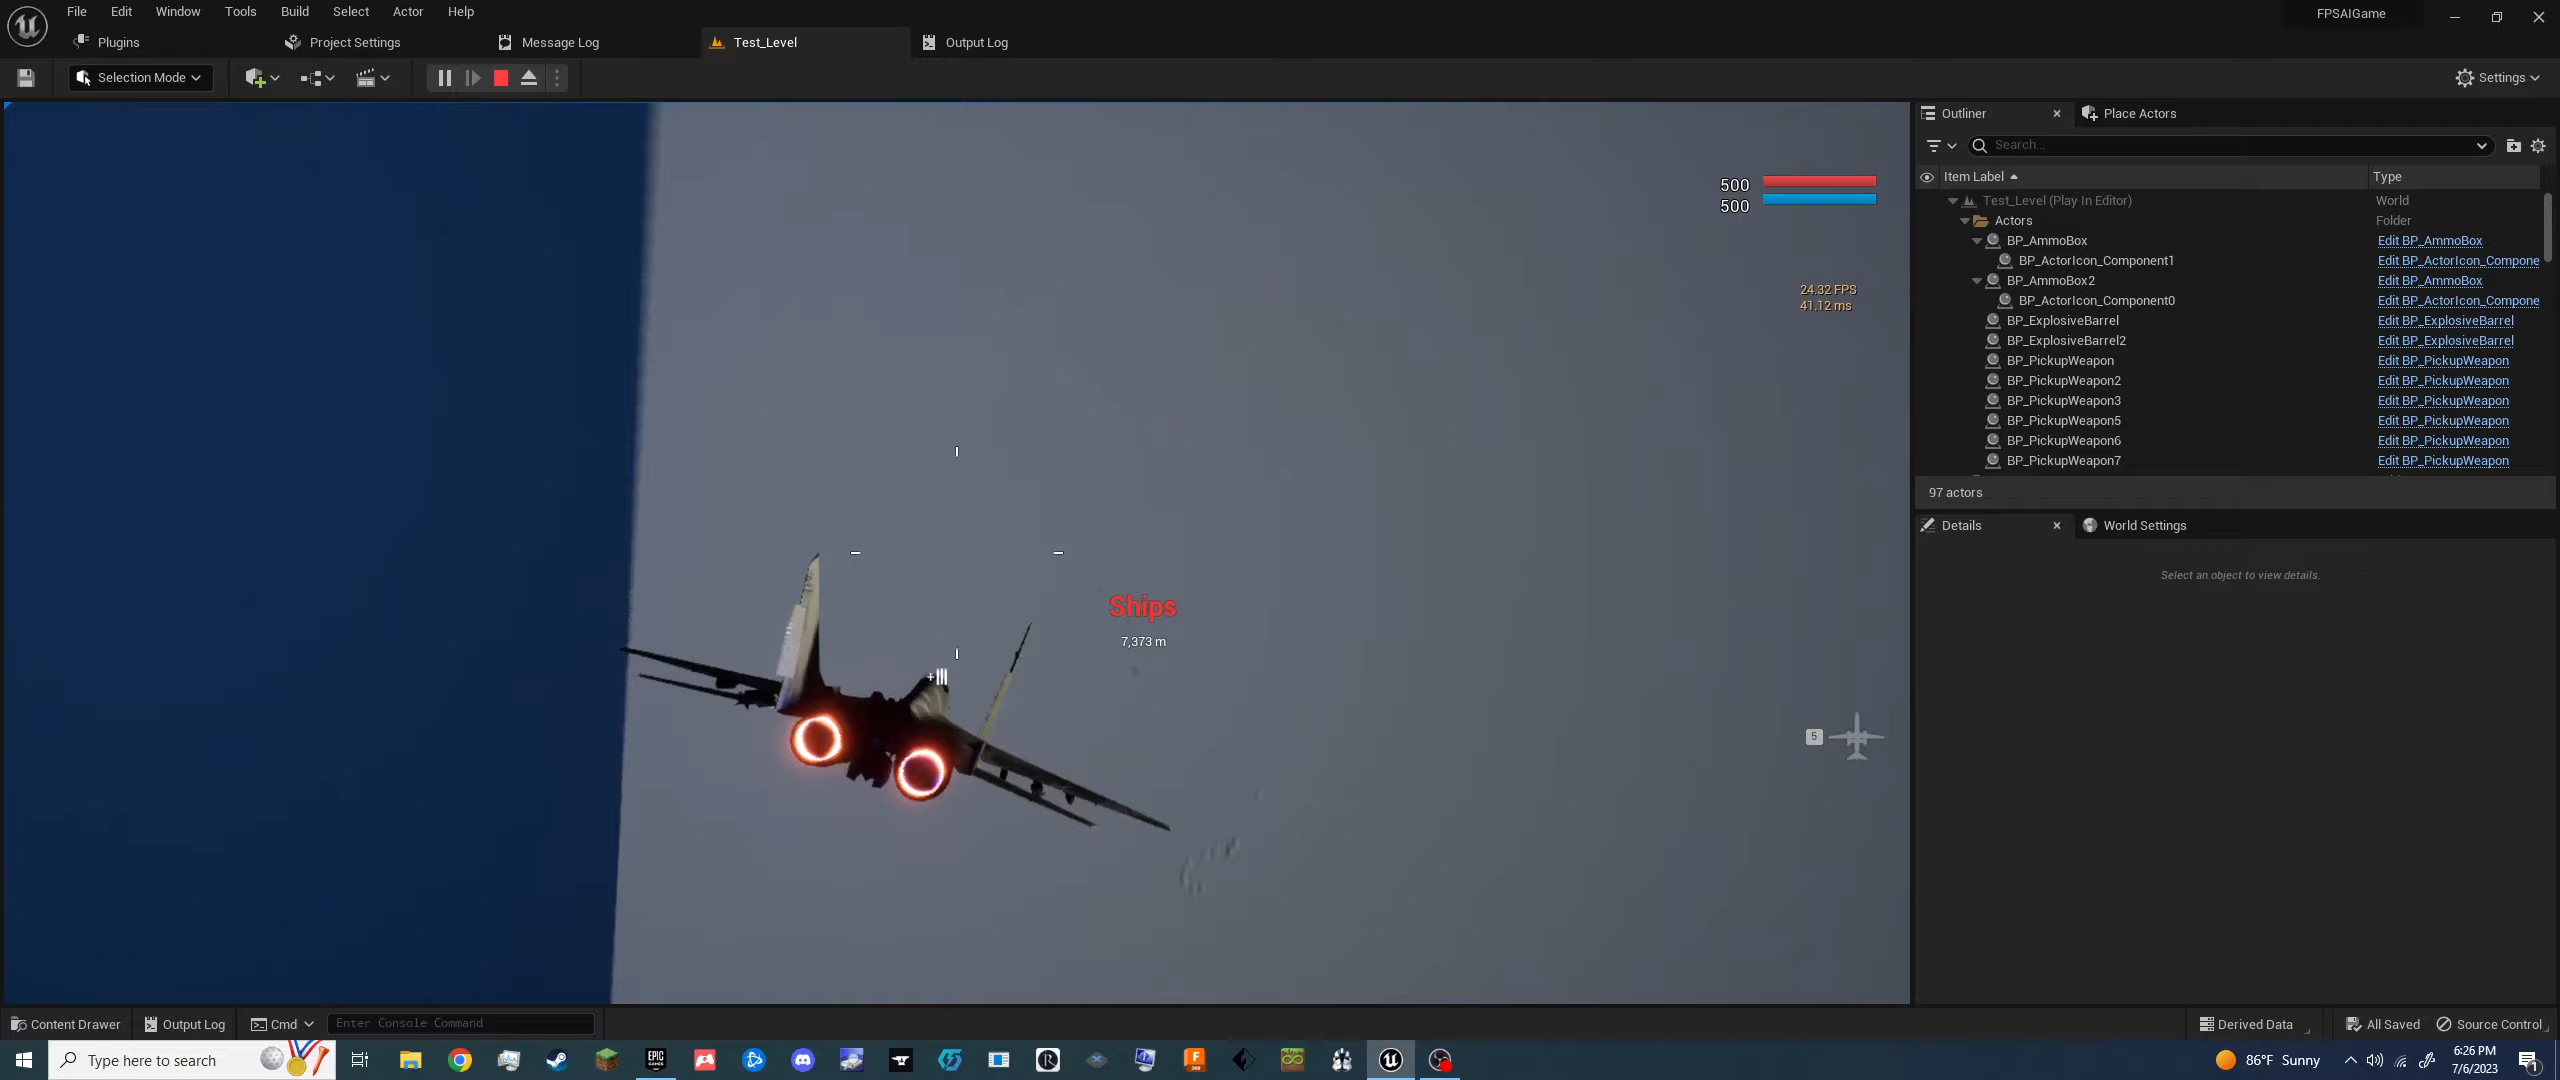 File Edit Window Tools Build Select Actor Help
FPSAIGame
Plugins
Project Settings
Message Log
Test_Level
Output Log
Selection Mode
Settings
Outliner
Place Actors
Search...
Item Label
Type
Test_Level (Play In Editor)
World
Actors
Folder
BP_AmmoBox
Edit BP_AmmoBox
BP_ActorIcon_Component1
Edit BP_ActorIcon_Compone
BP_AmmoBox2
Edit BP_AmmoBox
BP_ActorIcon_Component0
Edit BP_ActorIcon_Compone
BP_ExplosiveBarrel
Edit BP_ExplosiveBarrel
BP_ExplosiveBarrel2
Edit BP_ExplosiveBarrel
BP_PickupWeapon
Edit BP_PickupWeapon
BP_PickupWeapon2
Edit BP_PickupWeapon
BP_PickupWeapon3
Edit BP_PickupWeapon
BP_PickupWeapon5
Edit BP_PickupWeapon
BP_PickupWeapon6
Edit BP_PickupWeapon
BP_PickupWeapon7
Edit BP_PickupWeapon
97 actors
Details
World Settings
Select an object to view details.
500
500
24.32 FPS
41.12 ms
Ships
7,373 m
5
Content Drawer
Output Log
Cmd
Enter Console Command
Derived Data
All Saved
Source Control
Type here to search
EPIC GAMES
86°F Sunny
6:26 PM
7/6/2023
1